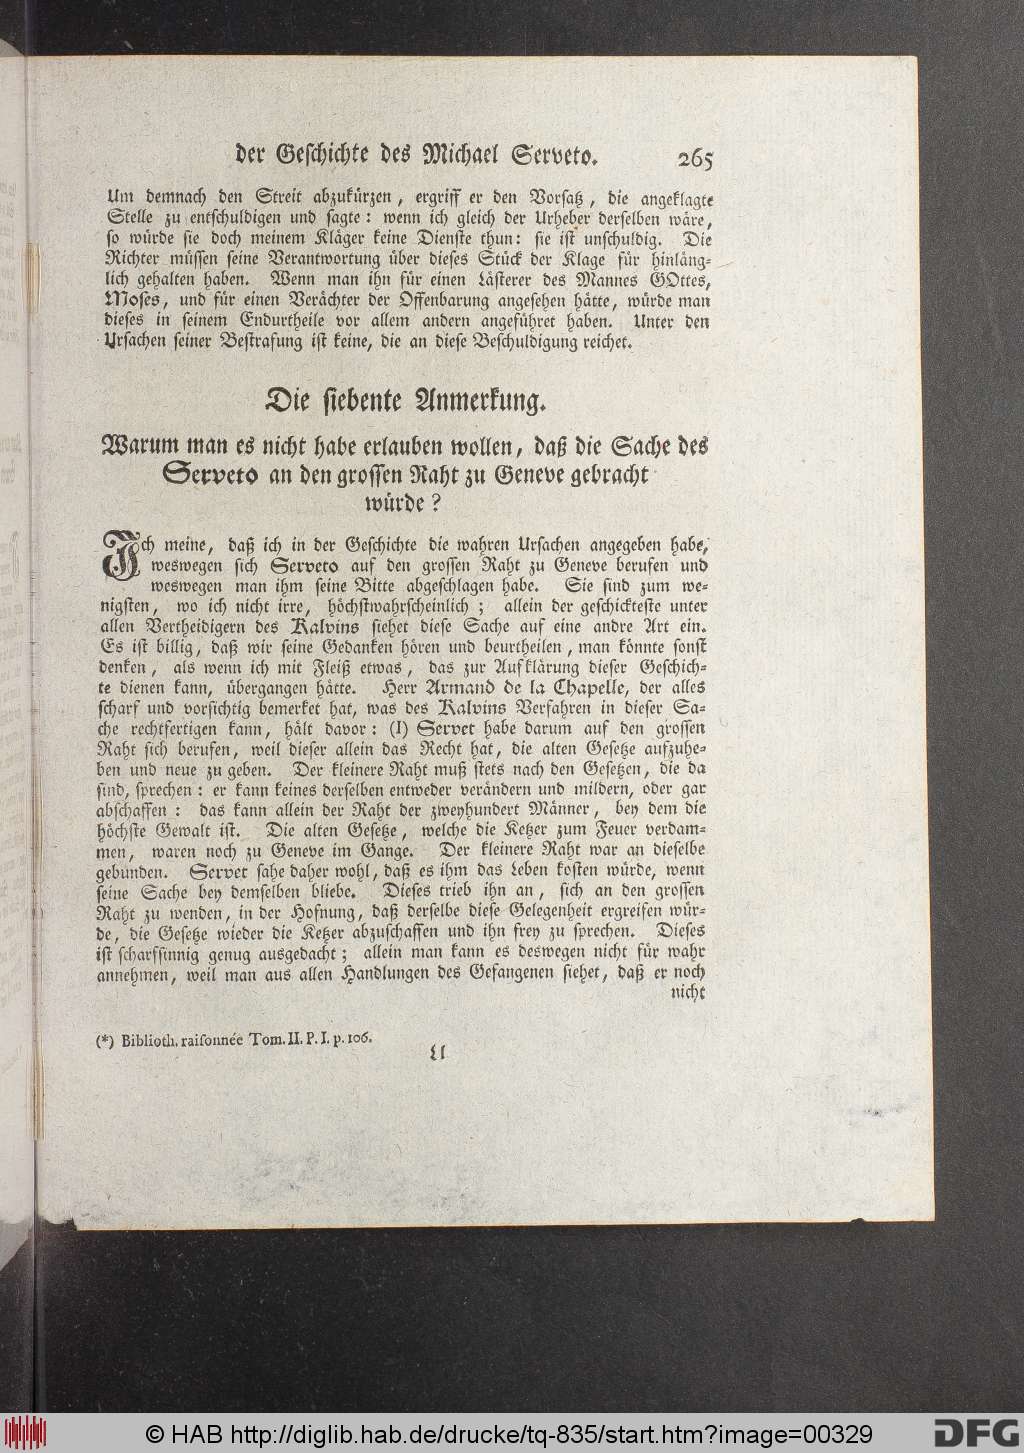 der Geschichte des Michael Serveto. 265
Um demnach den Streit abzukürzen, ergriff er den Vorsatz, die angeklagte
Stelle zu entschuldigen und sagte: wenn ich gleich der Urheber derselben wäre,
so würde sie doch meinem Kläger keine Dienste thun: sie ist unschuldig. Die
Richter müssen seine Verantwortung über dieses Stück der Klage für hinläng-
lich gehalten haben. Wenn man ihn für einen Lästerer des Mannes GOttes,
Moses, und für einen Verächter der Offenbarung angesehen hätte, würde man
dieses in seinem Endurtheile vor allem andern angeführet haben. Unter den
Ursachen seiner Bestrafung ist keine, die an diese Beschuldigung reichet.
Die siebente Anmerkung.
Warum man es nicht habe erlauben wollen, daß die Sache des
Serveto an den grossen Raht zu Geneve gebracht
würde?
Ich meine, daß ich in der Geschichte die wahren Ursachen angegeben habe,
weswegen sich Serveto auf den grossen Raht zu Geneve berufen und
weswegen man ihm seine Bitte abgeschlagen habe. Sie sind zum we-
nigsten, wo ich nicht irre, höchstwahrscheinlich; allein der geschickteste unter
allen Vertheidigern des Kalvins siehet diese Sache auf eine andre Art ein.
Es ist billig, daß wir seine Gedanken hören und beurtheilen, man könnte sonst
denken, als wenn ich mit Fleiß etwas, das zur Aufklärung dieser Geschich-
te dienen kann, übergangen hätte. Herr Armand de la Chapelle, der alles
scharf und vorsichtig bemerket hat, was des Kalvins Verfahren in dieser Sa-
che rechtfertigen kann, hält davor: (I) Servet habe darum auf den grossen
Raht sich berufen, weil dieser allein das Recht hat, die alten Gesetze aufzuhe-
ben und neue zu geben. Der kleinere Raht muß stets nach den Gesetzen, die da
sind, sprechen: er kann keines derselben entweder verändern und mildern, oder gar
abschaffen: das kann allein der Raht der zweyhundert Männer, bey dem die
höchste Gewalt ist. Die alten Gesetze, welche die Ketzer zum Feuer verdam-
men, waren noch zu Geneve im Gange. Der kleinere Raht war an dieselbe
gebunden. Servet sahe daher wohl, daß es ihm das Leben kosten würde, wenn
seine Sache bey demselben bliebe. Dieses trieb ihn an, sich an den grossen
Raht zu wenden, in der Hofnung, daß derselbe diese Gelegenheit ergreifen wür-
de, die Gesetze wieder die Ketzer abzuschaffen und ihn frey zu sprechen. Dieses
ist scharfsinnig genug ausgedacht; allein man kann es deswegen nicht für wahr
annehmen, weil man aus allen Handlungen des Gefangenen siehet, daß er noch
nicht
(*) Biblioth. raisonnée Tom. II. P. I. p. 106.
Ll
© HAB http://diglib.hab.de/drucke/tq-835/start.htm?image=00329
DFG